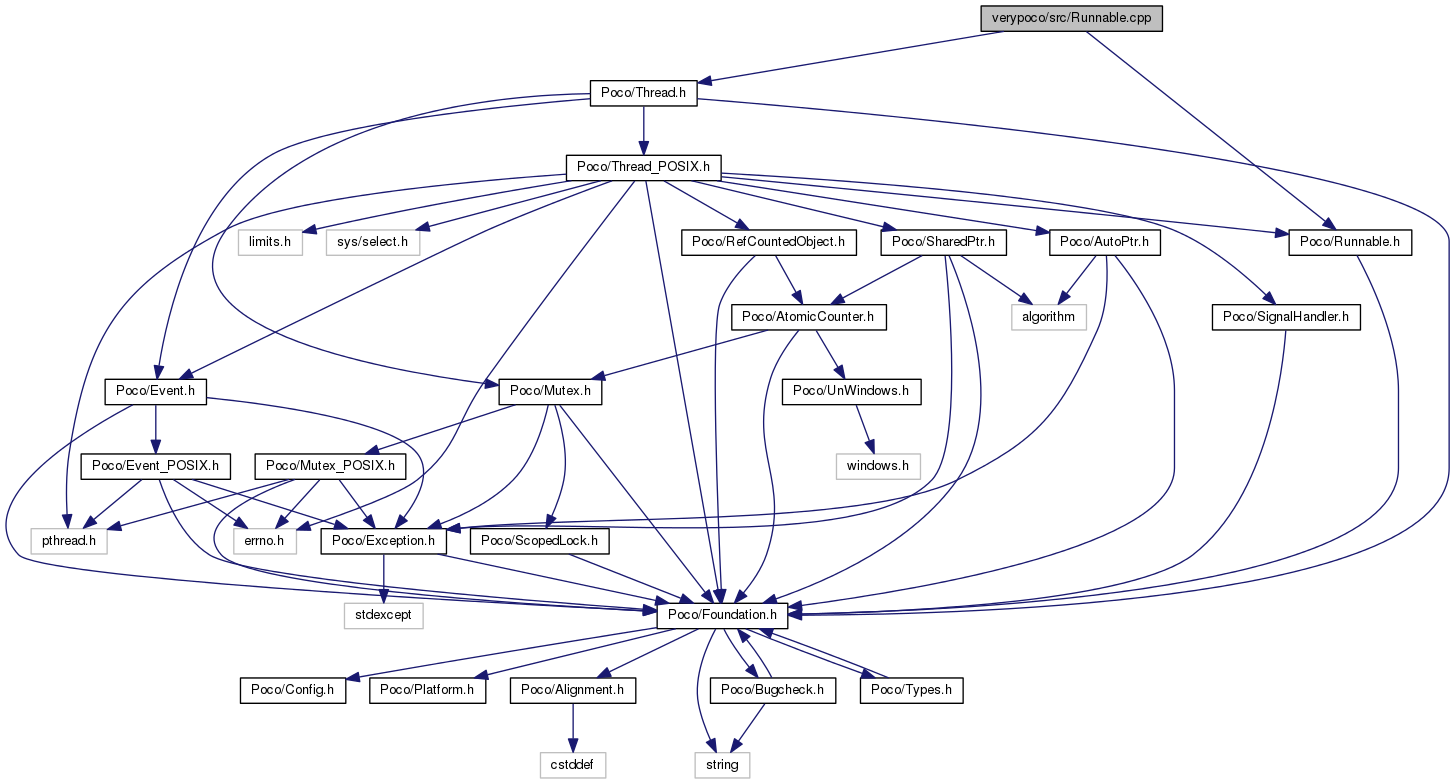 verypoco/src/Runnable.cpp
Poco/Thread.h
Poco/Thread_POSIX.h
limits.h
sys/select.h
Poco/RefCountedObject.h
Poco/SharedPtr.h
Poco/AutoPtr.h
Poco/Runnable.h
Poco/AtomicCounter.h
algorithm
Poco/SignalHandler.h
Poco/Event.h
Poco/Mutex.h
Poco/UnWindows.h
Poco/Event_POSIX.h
Poco/Mutex_POSIX.h
windows.h
pthread.h
errno.h
Poco/Exception.h
Poco/ScopedLock.h
stdexcept
Poco/Foundation.h
Poco/Config.h
Poco/Platform.h
Poco/Alignment.h
Poco/Bugcheck.h
Poco/Types.h
cstddef
string